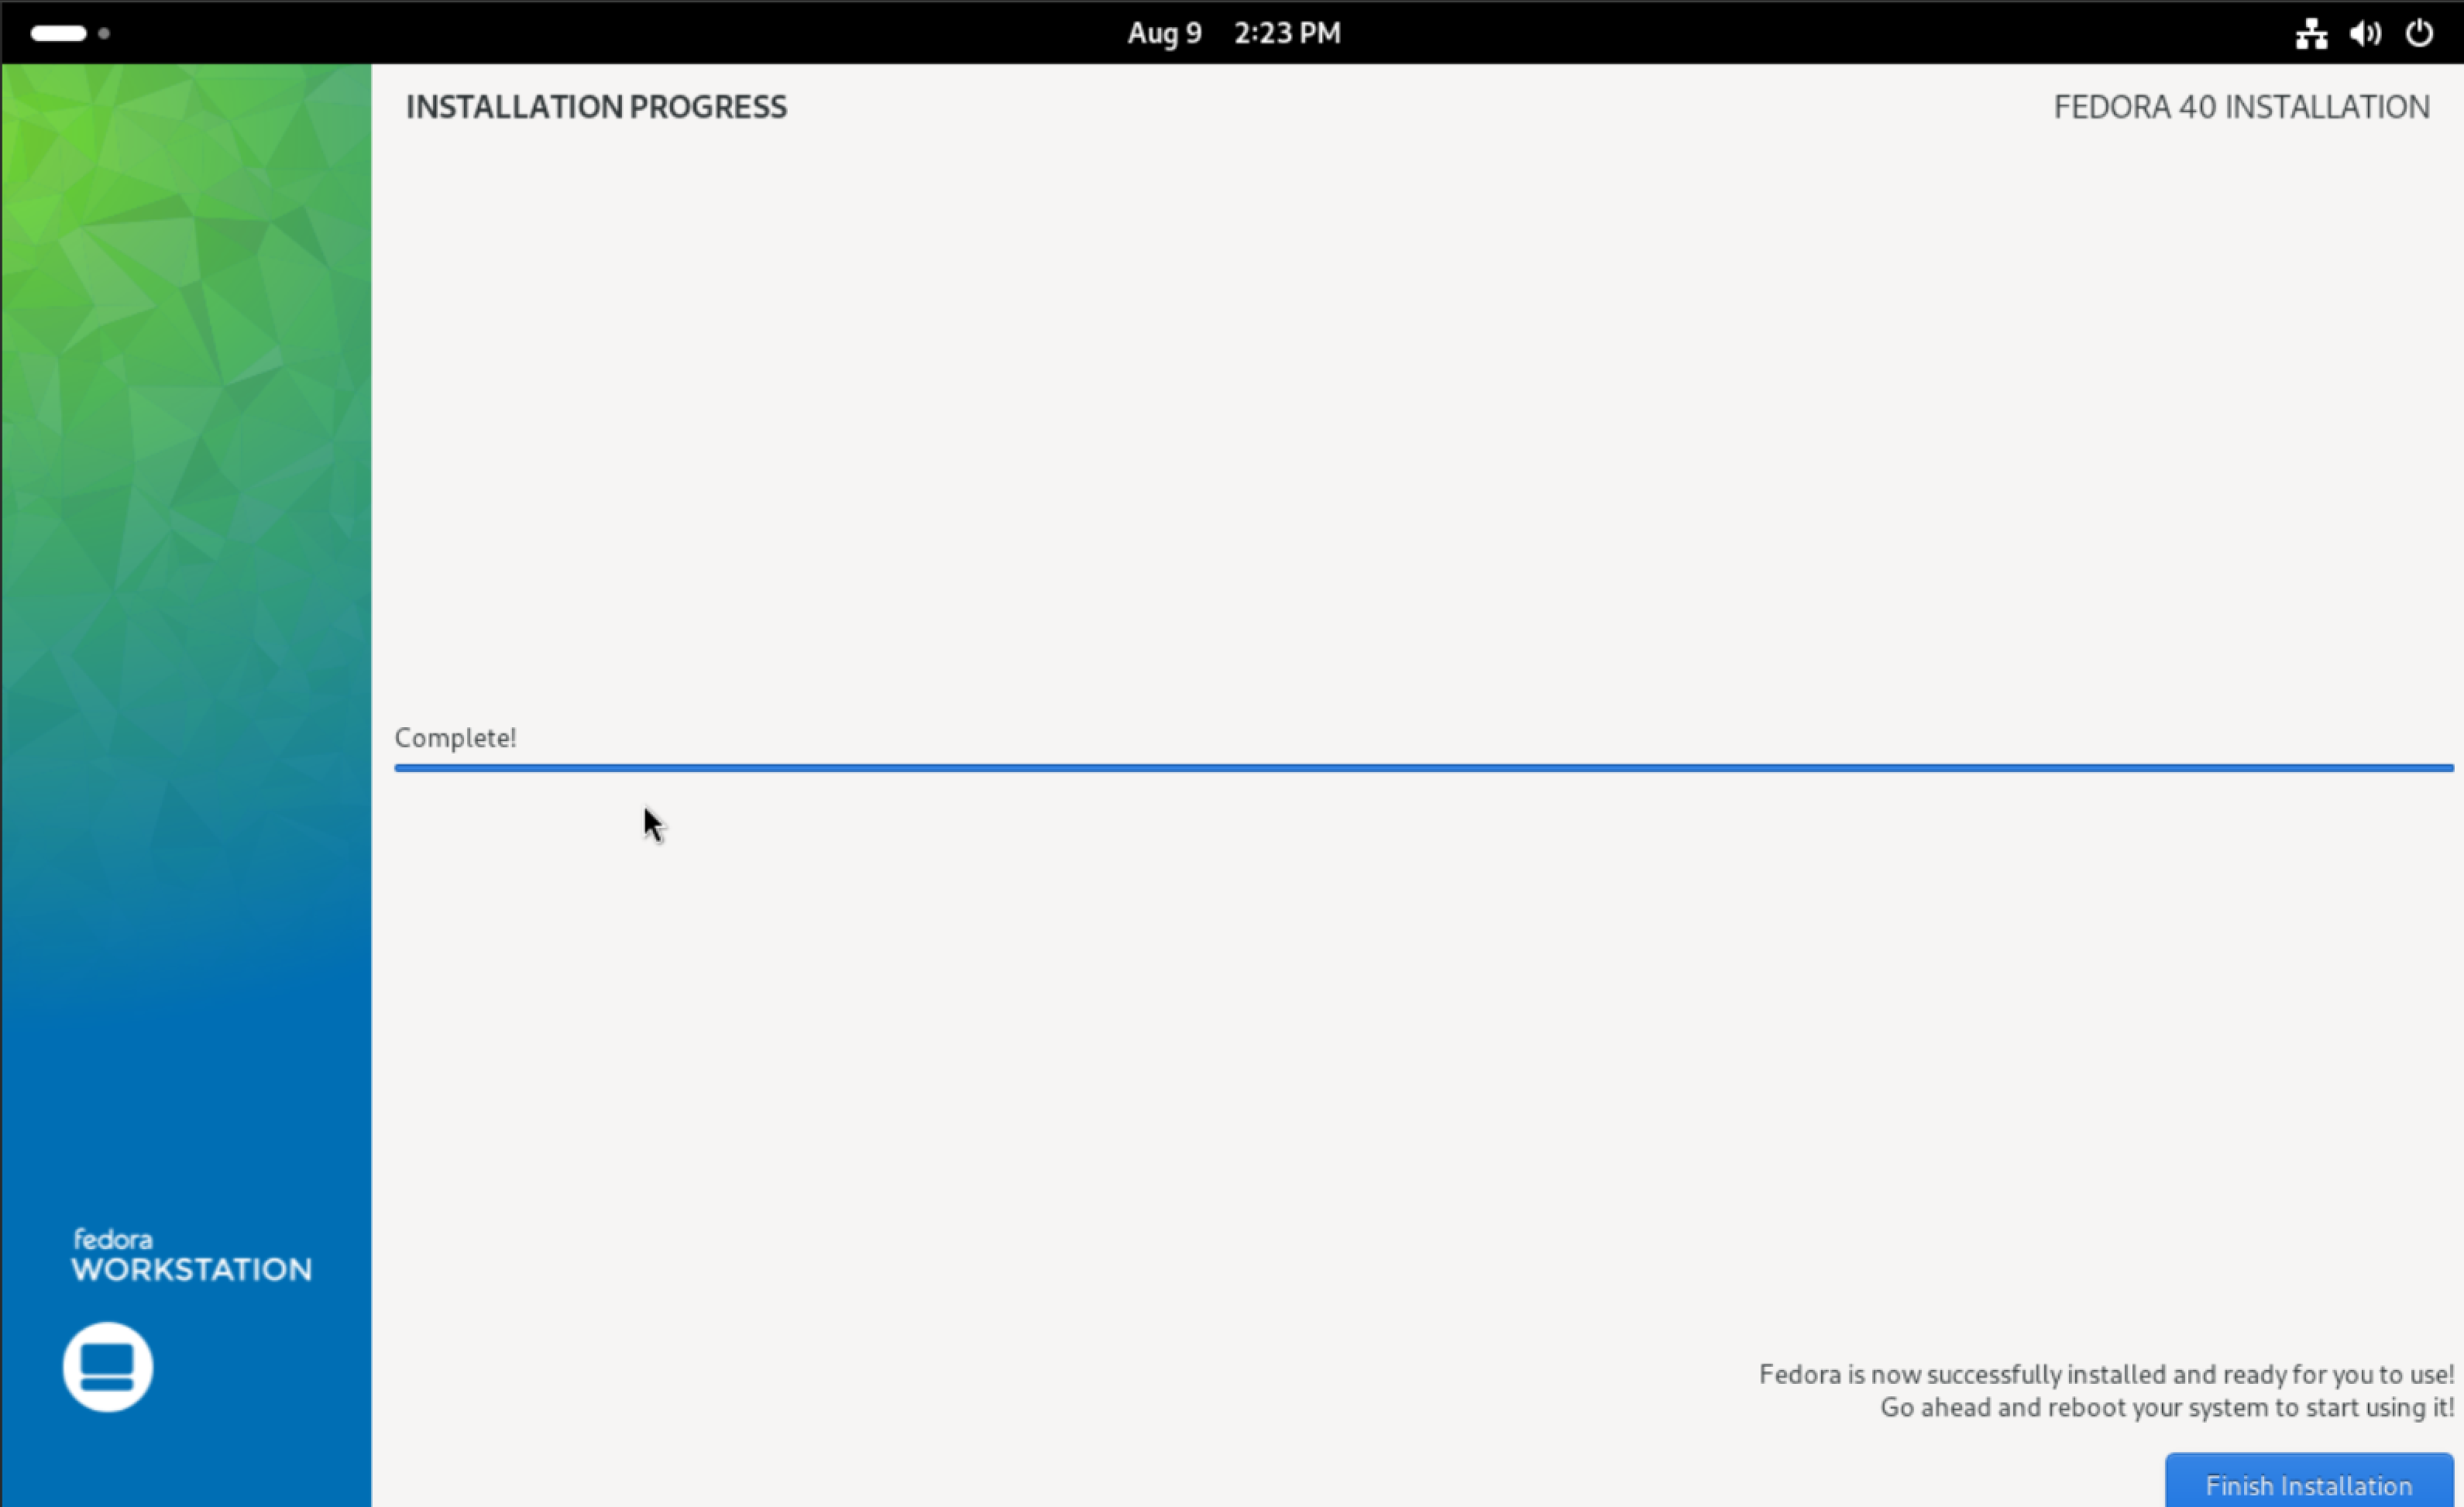 Aug 9 2:23 PM
INSTALLATION PROGRESS
FEDORA 40 INSTALLATION
Complete!
fedora
WORKSTATION
Fedora is now successfully installed and ready for you to use!
Go ahead and reboot your system to start using it!
Finish Installation